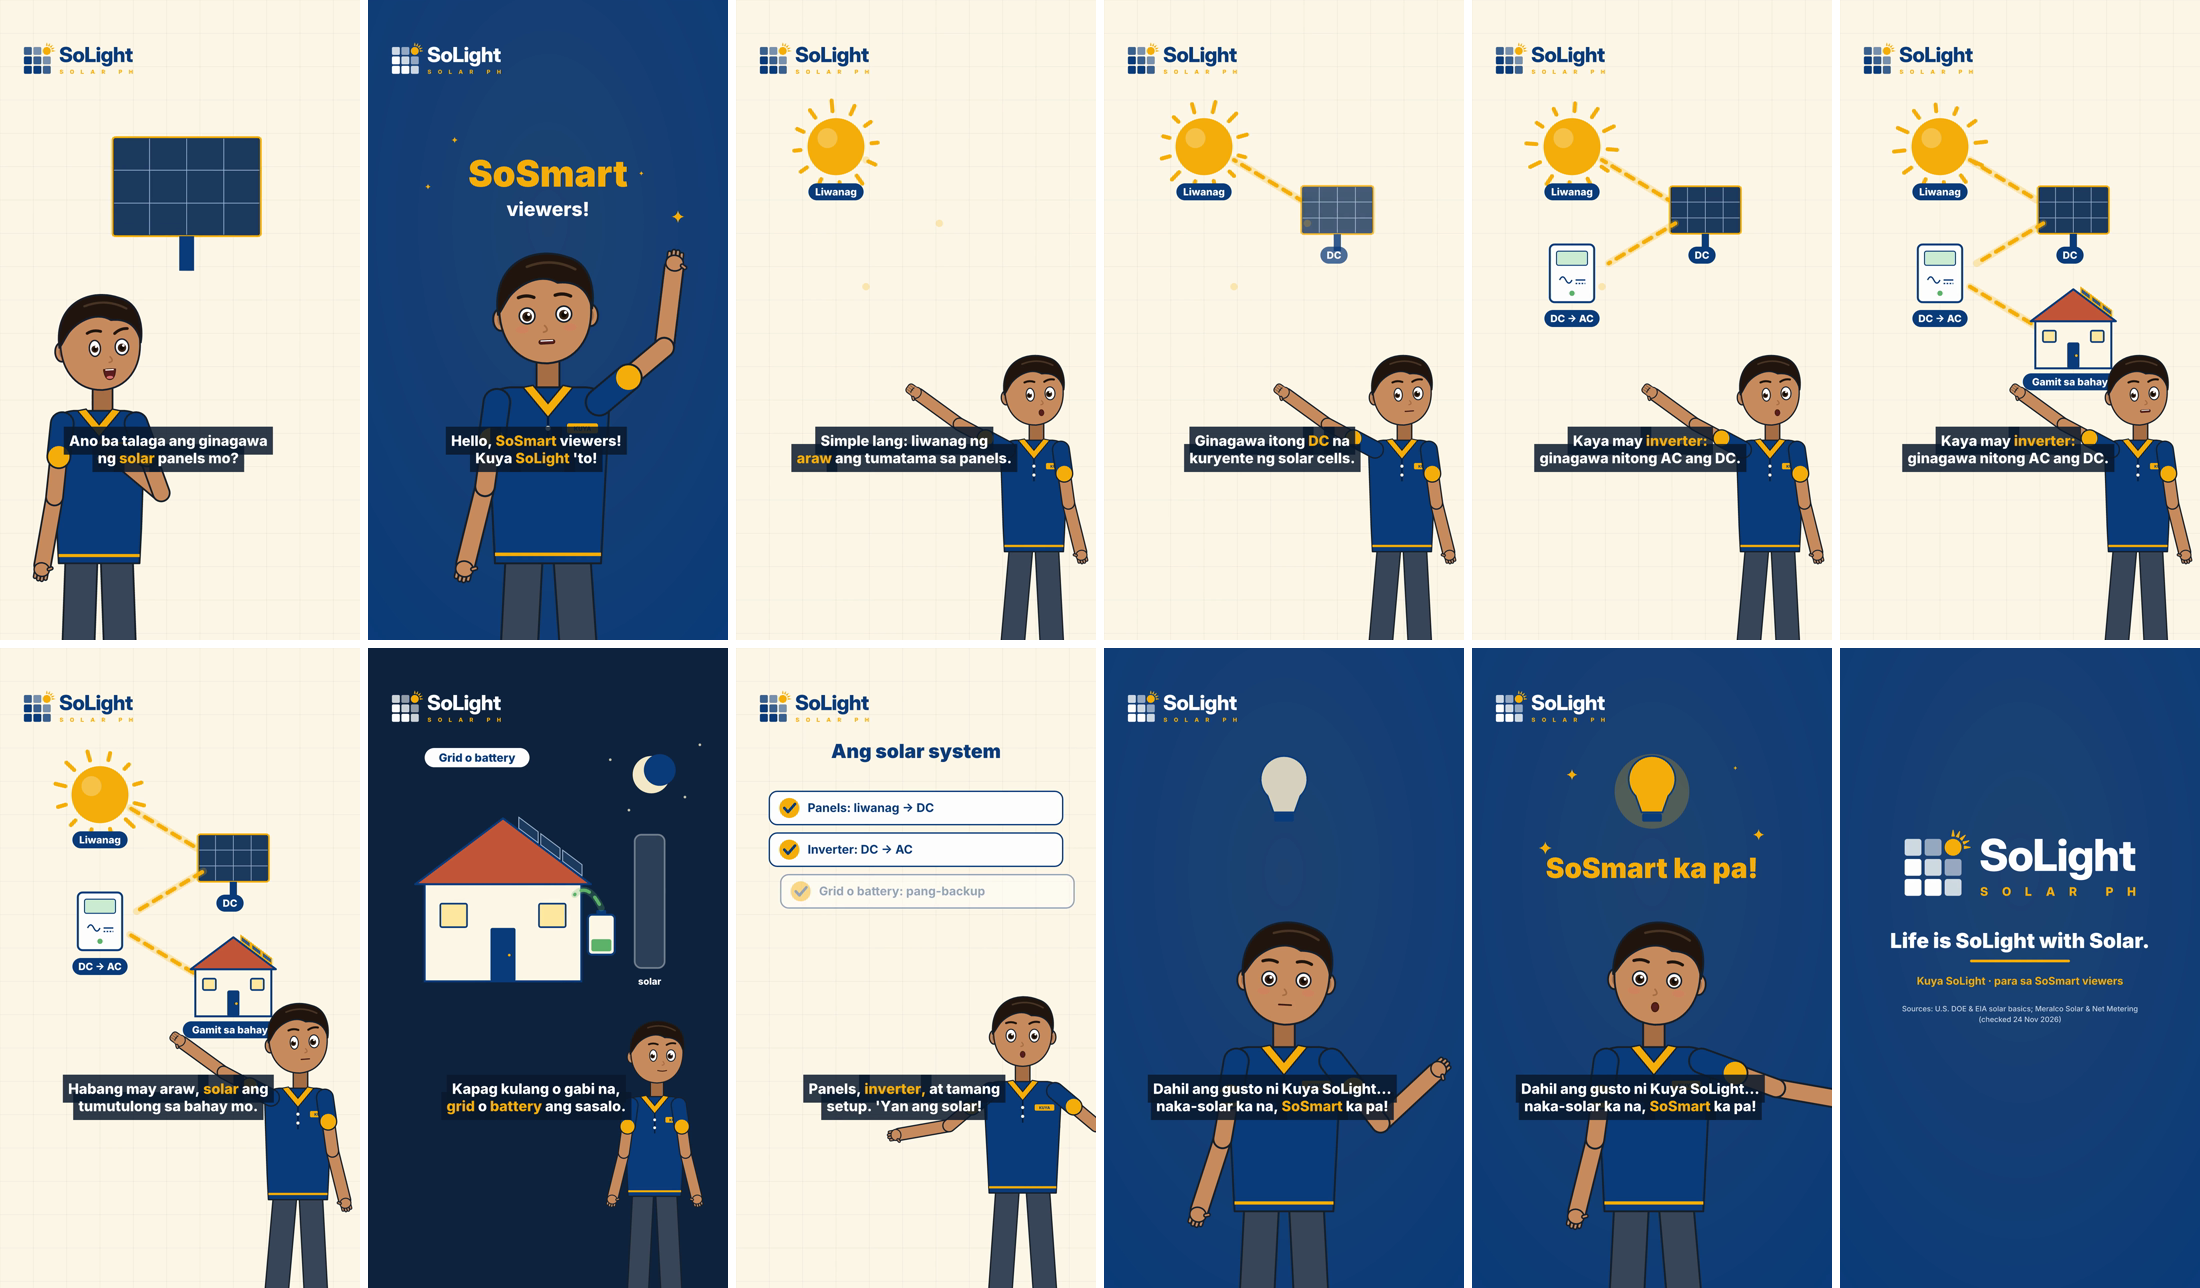 SoLight
SOLAR PH
Ano ba talaga ang ginagawa
ng solar panels mo?
SoLight
SOLAR PH
SoSmart
viewers!
Hello, SoSmart viewers!
Kuya SoLight 'to!
SoLight
SOLAR PH
Liwanag
Simple lang: liwanag ng
araw ang tumatama sa panels.
SoLight
SOLAR PH
Liwanag
DC
Ginagawa itong DC na
kuryente ng solar cells.
SoLight
SOLAR PH
Liwanag
DC
DC → AC
Kaya may inverter:
ginagawa nitong AC ang DC.
SoLight
SOLAR PH
Liwanag
DC
DC → AC
Gamit sa bahay
Kaya may inverter:
ginagawa nitong AC ang DC.
SoLight
SOLAR PH
Liwanag
DC
DC → AC
Gamit sa bahay
Habang may araw, solar ang
tumutulong sa bahay mo.
SoLight
SOLAR PH
Grid o battery
solar
Kapag kulang o gabi na,
grid o battery ang sasalo.
SoLight
SOLAR PH
Ang solar system
Panels: liwanag → DC
Inverter: DC → AC
Grid o battery: pang-backup
Panels, inverter, at tamang
setup. 'Yan ang solar!
KUYA
SoLight
SOLAR PH
Dahil ang gusto ni Kuya SoLight...
naka-solar ka na, SoSmart ka pa!
SoLight
SOLAR PH
SoSmart ka pa!
Dahil ang gusto ni Kuya SoLight...
naka-solar ka na, SoSmart ka pa!
SoLight
SOLAR PH
Life is SoLight with Solar.
Kuya SoLight · para sa SoSmart viewers
Sources: U.S. DOE & EIA solar basics; Meralco Solar & Net Metering
(checked 24 Nov 2026)